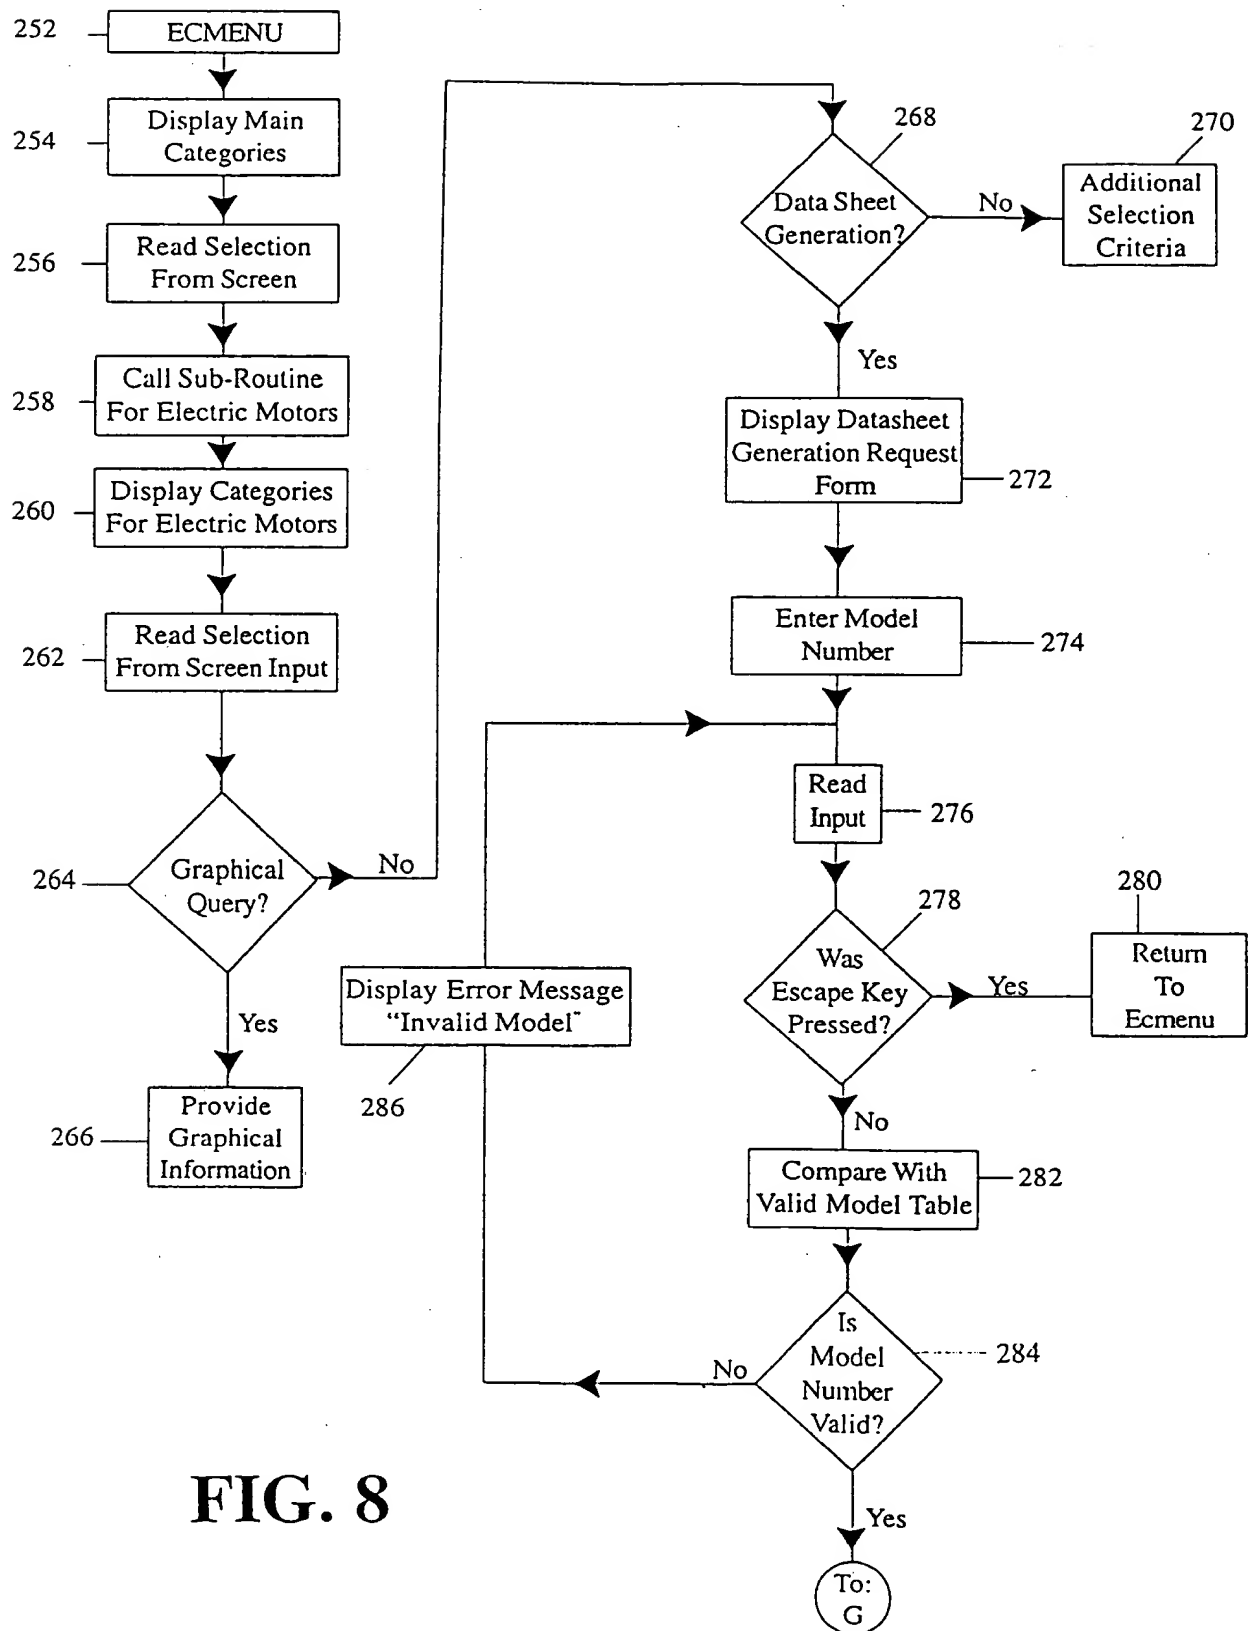 252
ECMENU
254
Display Main
Categories
256
Read Selection
From Screen
258
Call Sub-Routine
For Electric Motors
260
Display Categories
For Electric Motors
262
Read Selection
From Screen Input
264
Graphical
Query?
No
Yes
266
Provide
Graphical
Information
268
Data Sheet
Generation?
No
270
Additional
Selection
Criteria
Yes
Display Datasheet
Generation Request
Form
272
Enter Model
Number
274
Read
Input
276
278
Was
Escape Key
Pressed?
Yes
280
Return
To
Ecmenu
No
Display Error Message
"Invalid Model"
286
Compare With
Valid Model Table
282
Is
Model
Number
Valid?
284
No
Yes
To:
G
FIG. 8